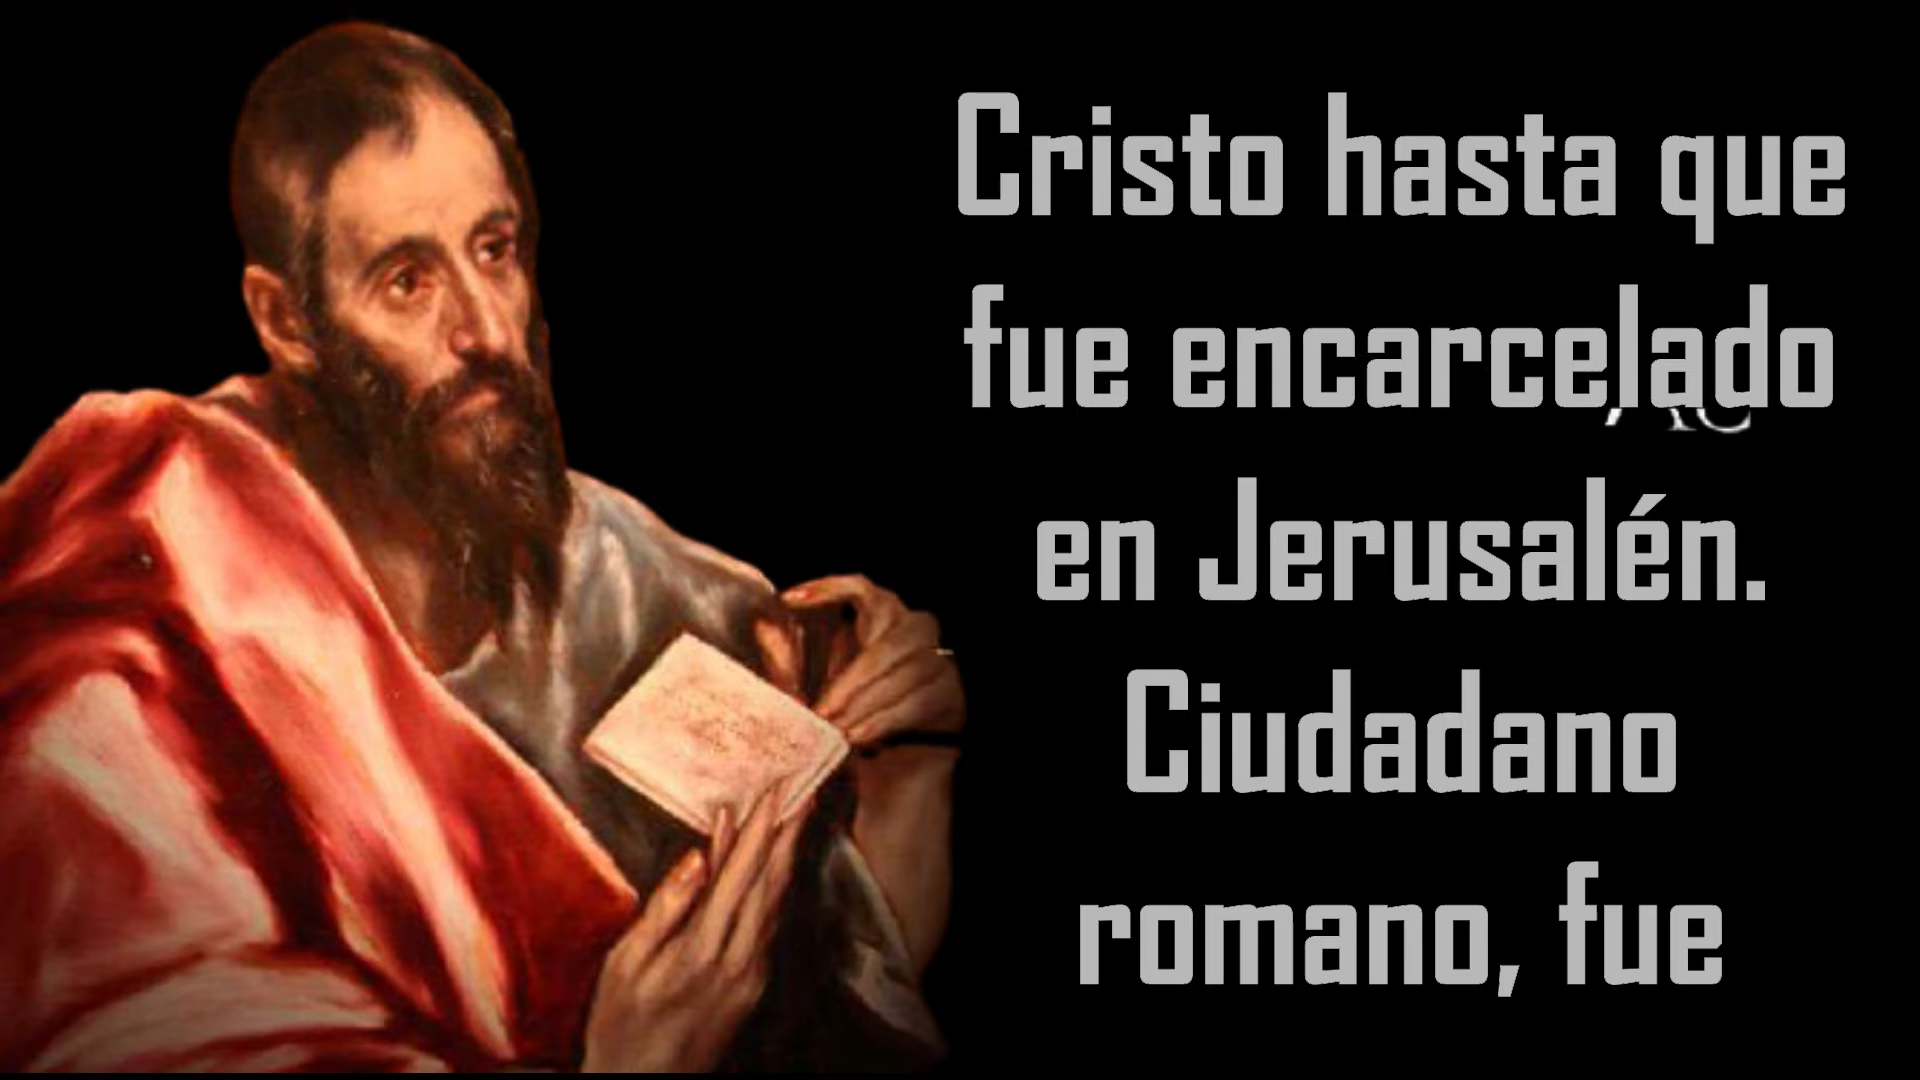 Cristo hasta que
fue encarcelado
en Jerusalén.
Ciudadano
romano, fue